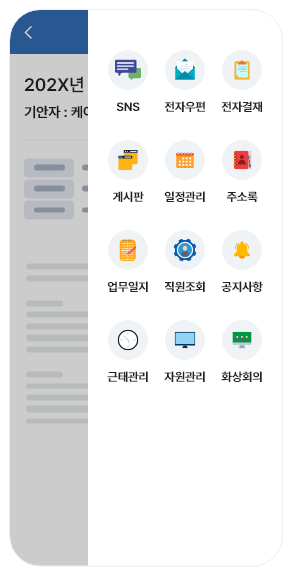 202X년
기안자 : 케이
SNS 전자우편 전자결재
게시판 일정관리 주소록
업무일지 직원조회 공지사항
근태관리 자원관리 화상회의